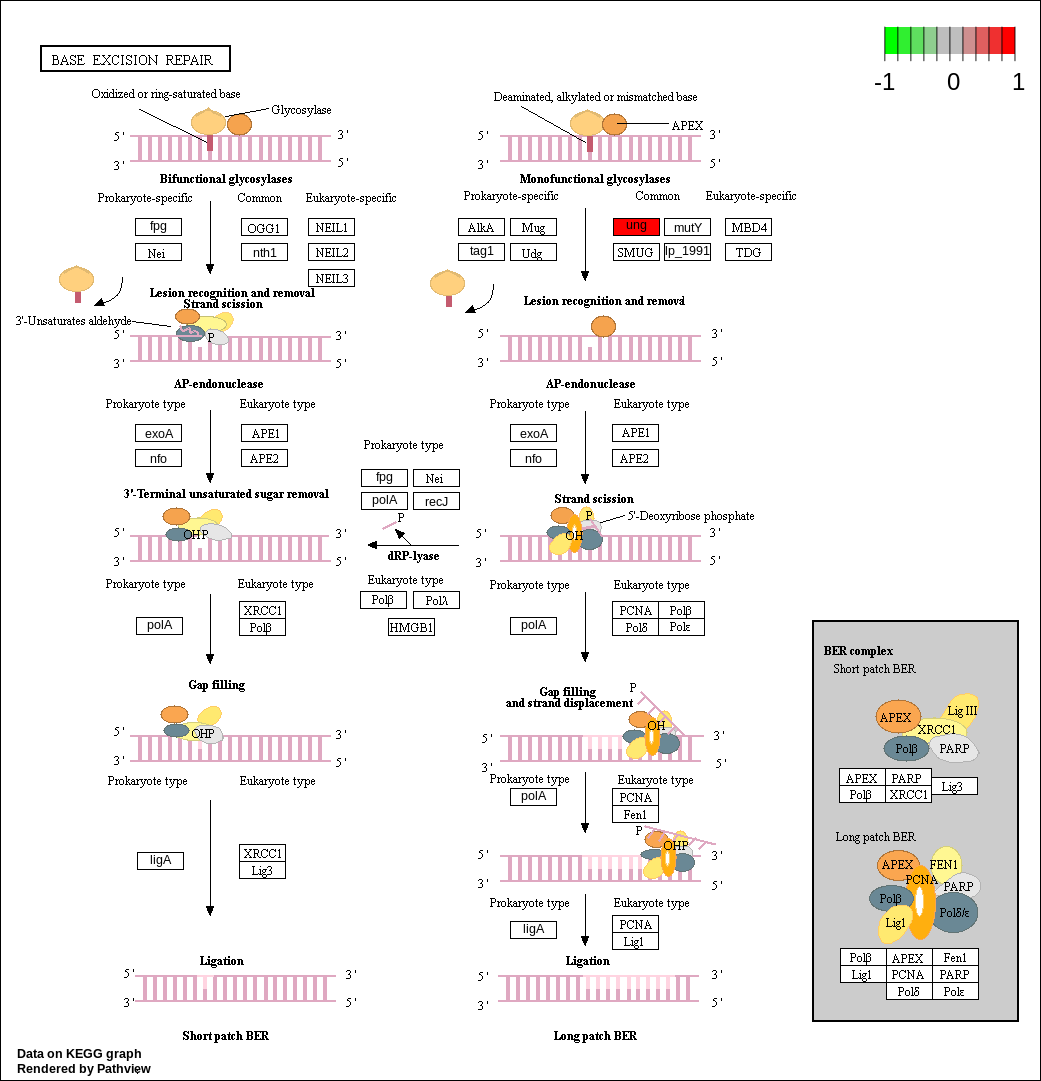 BASE EXCISION REPAIR
-1 0 1
Oxidized or ring-saturated base
Glycosylase
5' 3'
3' 5'
Bifunctional glycosylases
Prokaryote-specific Common Eukaryote-specific
fpg OGG1 NEIL1
Nei nth1 NEIL2
NEIL3
Lesion recognition and removal
Strand scission
3'-Unsaturates aldehyde
P
5' 3'
3' 5'
AP-endonuclease
Prokaryote type Eukaryote type
exoA APE1
nfo APE2
3'-Terminal unsaturated sugar removal
OHP
5' 3'
3' 5'
Prokaryote type Eukaryote type
polA XRCC1
Polβ
Gap filling
OHP
5' 3'
3' 5'
Prokaryote type Eukaryote type
ligA XRCC1
Lig3
Ligation
5' 3'
3' 5'
Short patch BER
Prokaryote type
fpg Nei
polA recJ
P
dRP-lyase
Eukaryote type
Polβ Polλ
HMGB1
Deaminated, alkylated or mismatched base
APEX
5' 3'
3' 5'
Monofunctional glycosylases
Prokaryote-specific Common Eukaryote-specific
AlkA Mug ung mutY MBD4
tag1 Udg SMUG lp_1991 TDG
Lesion recognition and remova
5' 3'
3' 5'
AP-endonuclease
Prokaryote type Eukaryote type
exoA APE1
nfo APE2
Strand scission
P
5'-Deoxyribose phosphate
OH
5' 3'
3' 5'
Prokaryote type Eukaryote type
polA PCNA Polβ
Polδ Polε
Gap filling
and strand displacement
P
OH
5' 3'
3' 5'
Prokaryote type Eukaryote type
polA PCNA
Fen1
P
OHP
5' 3'
3' 5'
Prokaryote type Eukaryote type
ligA PCNA
Lig1
Ligation
5' 3'
3' 5'
Long patch BER
BER complex
Short patch BER
APEX Lig III
XRCC1
Polβ PARP
APEX PARP Lig3
Polβ XRCC1
Long patch BER
APEX FEN1
PCNA PARP
Polβ Polδ/ε
Lig1
Polβ APEX Fen1
Lig1 PCNA PARP
Polδ Polε
Data on KEGG graph
Rendered by Pathview